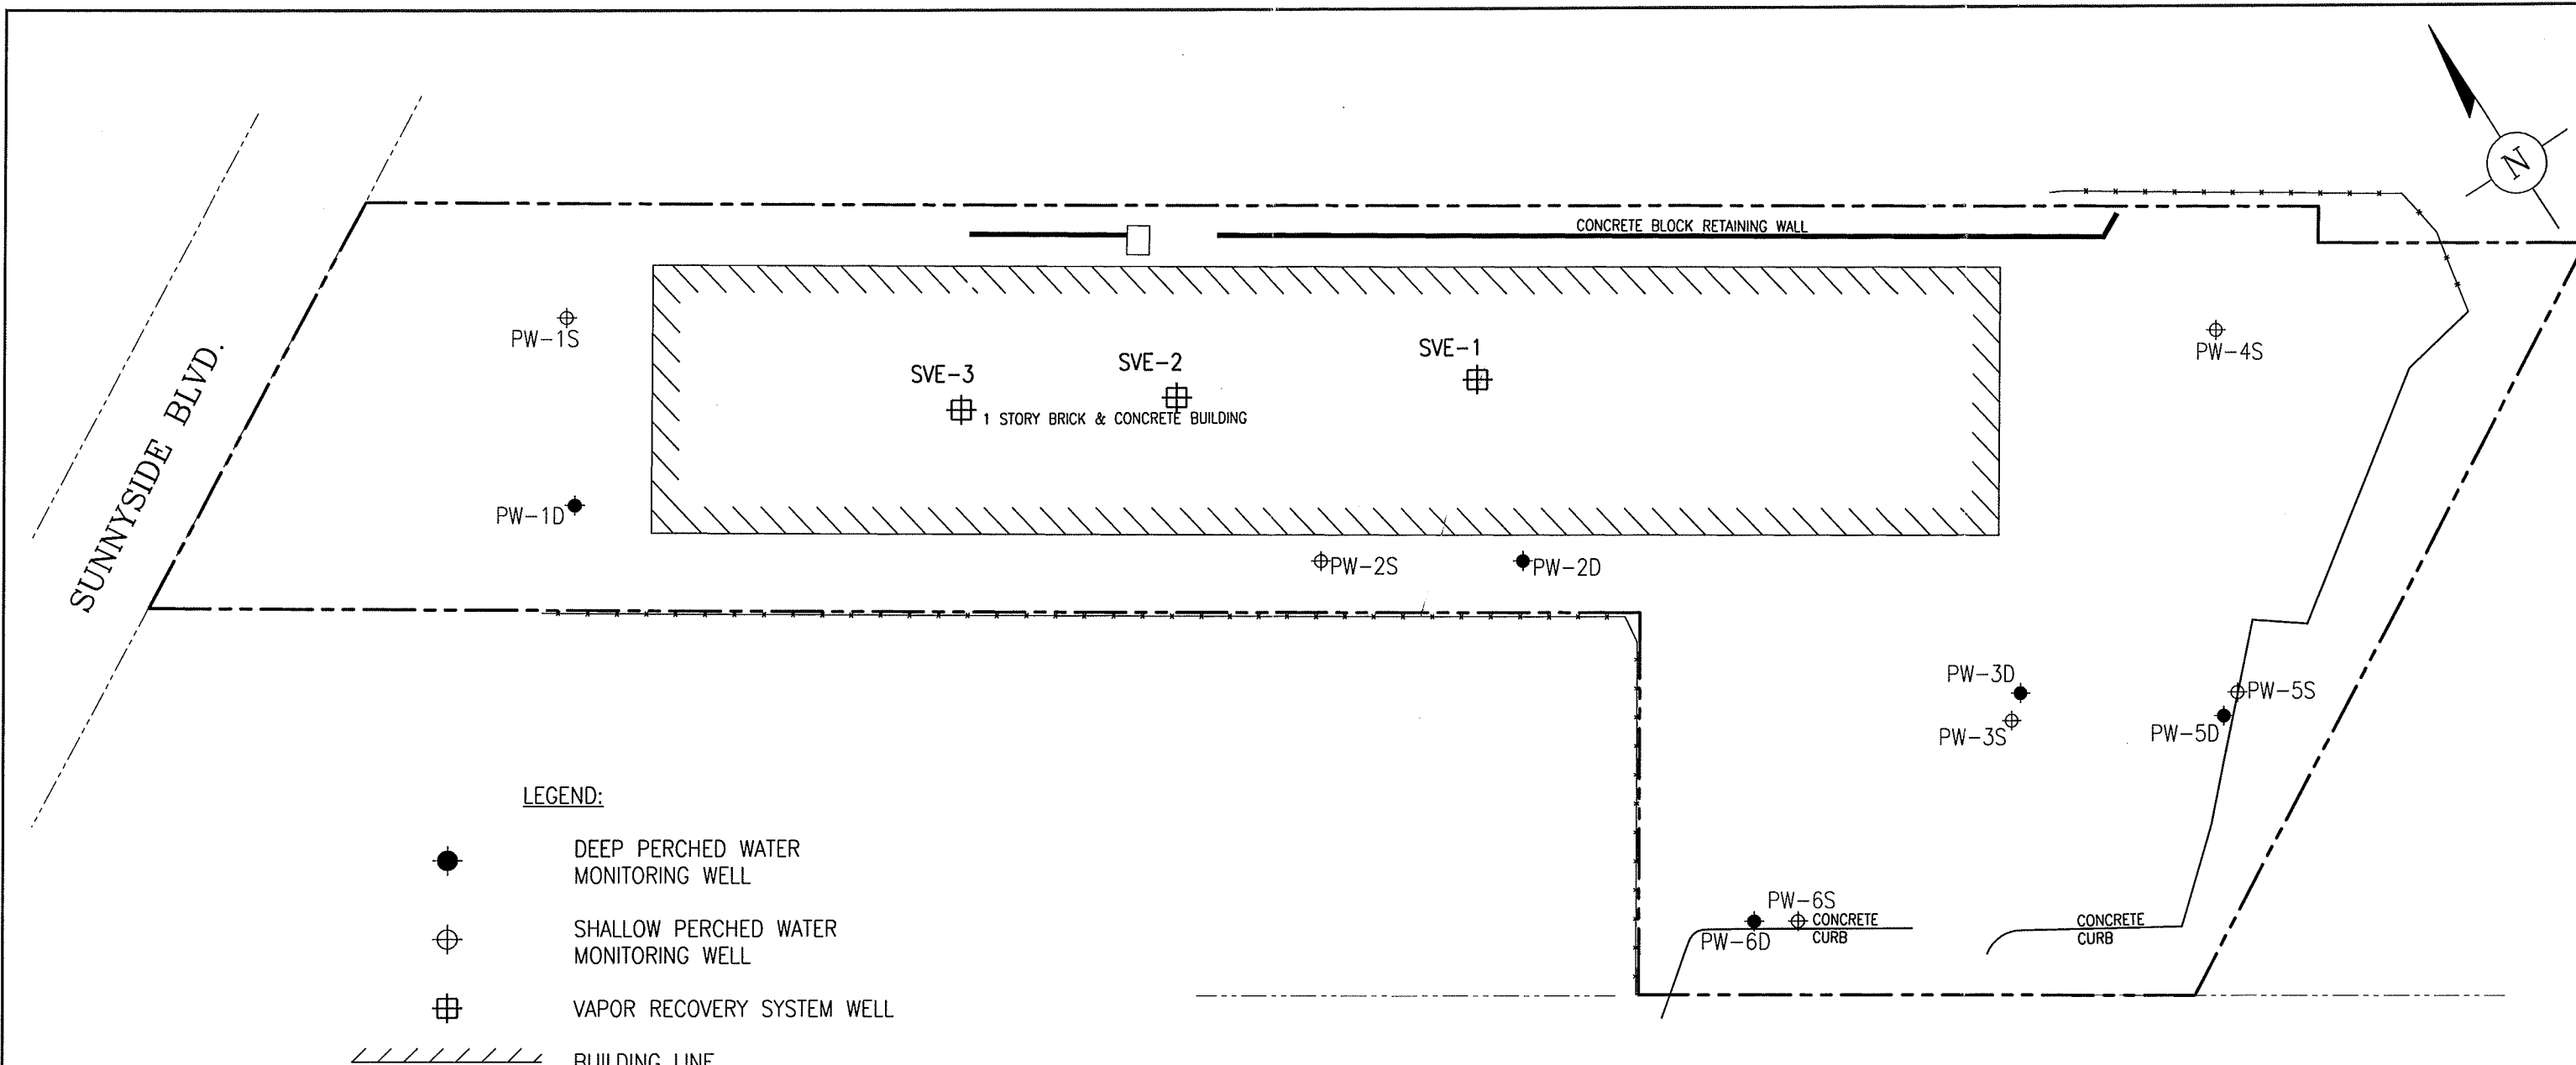 N
CONCRETE BLOCK RETAINING WALL
SUNNYSIDE BLVD.
PW-1S
SVE-3
SVE-2
SVE-1
PW-4S
1 STORY BRICK & CONCRETE BUILDING
PW-1D
PW-2S
PW-2D
PW-3D
PW-3S
PW-5S
PW-5D
PW-6S
PW-6D
CONCRETE
CURB
CONCRETE
CURB
LEGEND:
DEEP PERCHED WATER
MONITORING WELL
SHALLOW PERCHED WATER
MONITORING WELL
VAPOR RECOVERY SYSTEM WELL
BUILDING LINE